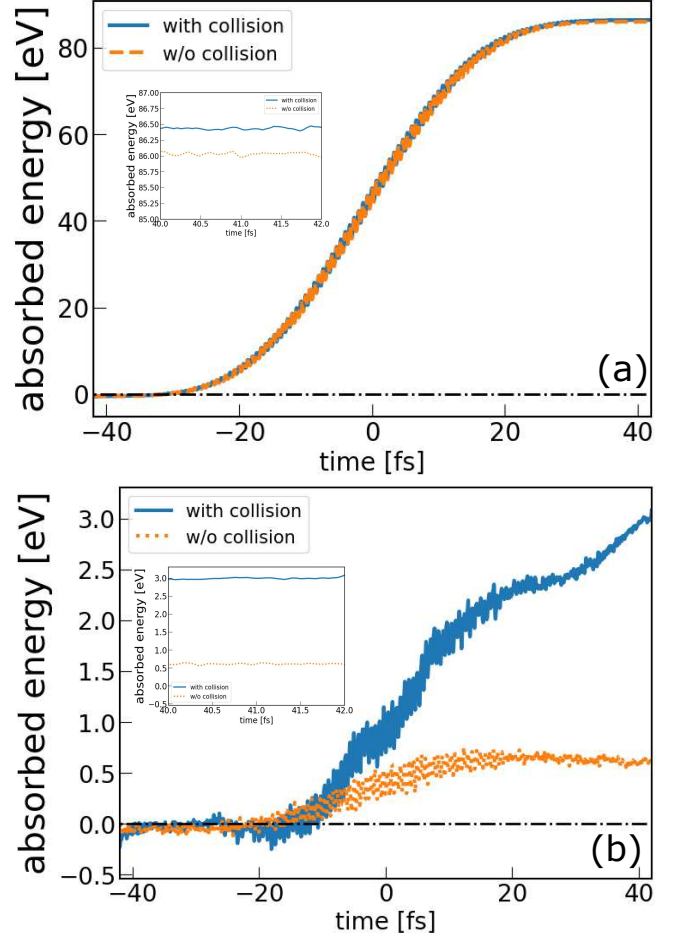 absorbed energy [eV]
80
60
40
20
0
with collision
w/o collision
absorbed energy [eV]
87.00
86.75
86.50
86.25
86.00
85.75
85.50
85.25
85.00
with collision
w/o collision
40.0 40.5 41.0 41.5 42.0
time [fs]
(a)
−40 −20 0 20 40
time [fs]
absorbed energy [eV]
3.0
2.5
2.0
1.5
1.0
0.5
0.0
−0.5
with collision
w/o collision
absorbed energy [eV]
3.0
2.5
2.0
1.5
1.0
0.5
0.0
−0.5
with collision
w/o collision
40.0 40.5 41.0 41.5 42.0
time [fs]
(b)
−40 −20 0 20 40
time [fs]